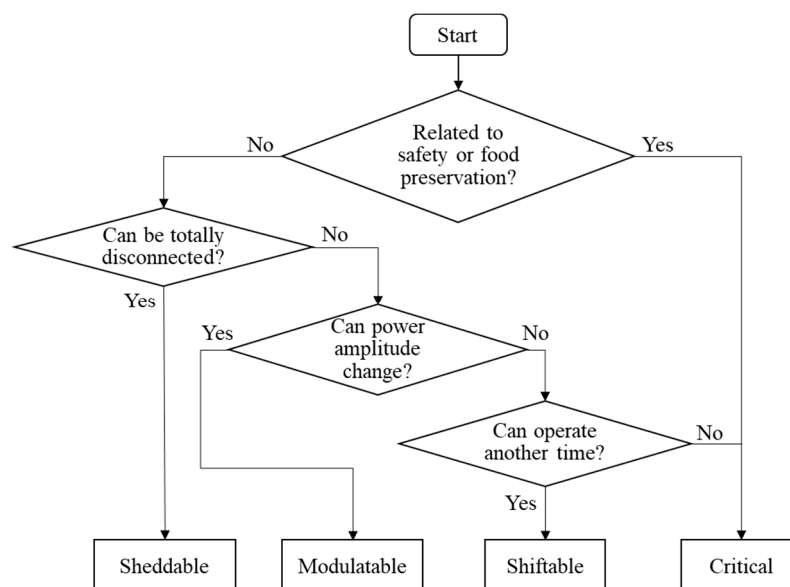 Start
Related to
safety or food
preservation?
No
Yes
Can be totally
disconnected?
No
Yes
Can power
amplitude
change?
Yes
No
Can operate
another time?
No
Yes
Sheddable
Modulatable
Shiftable
Critical